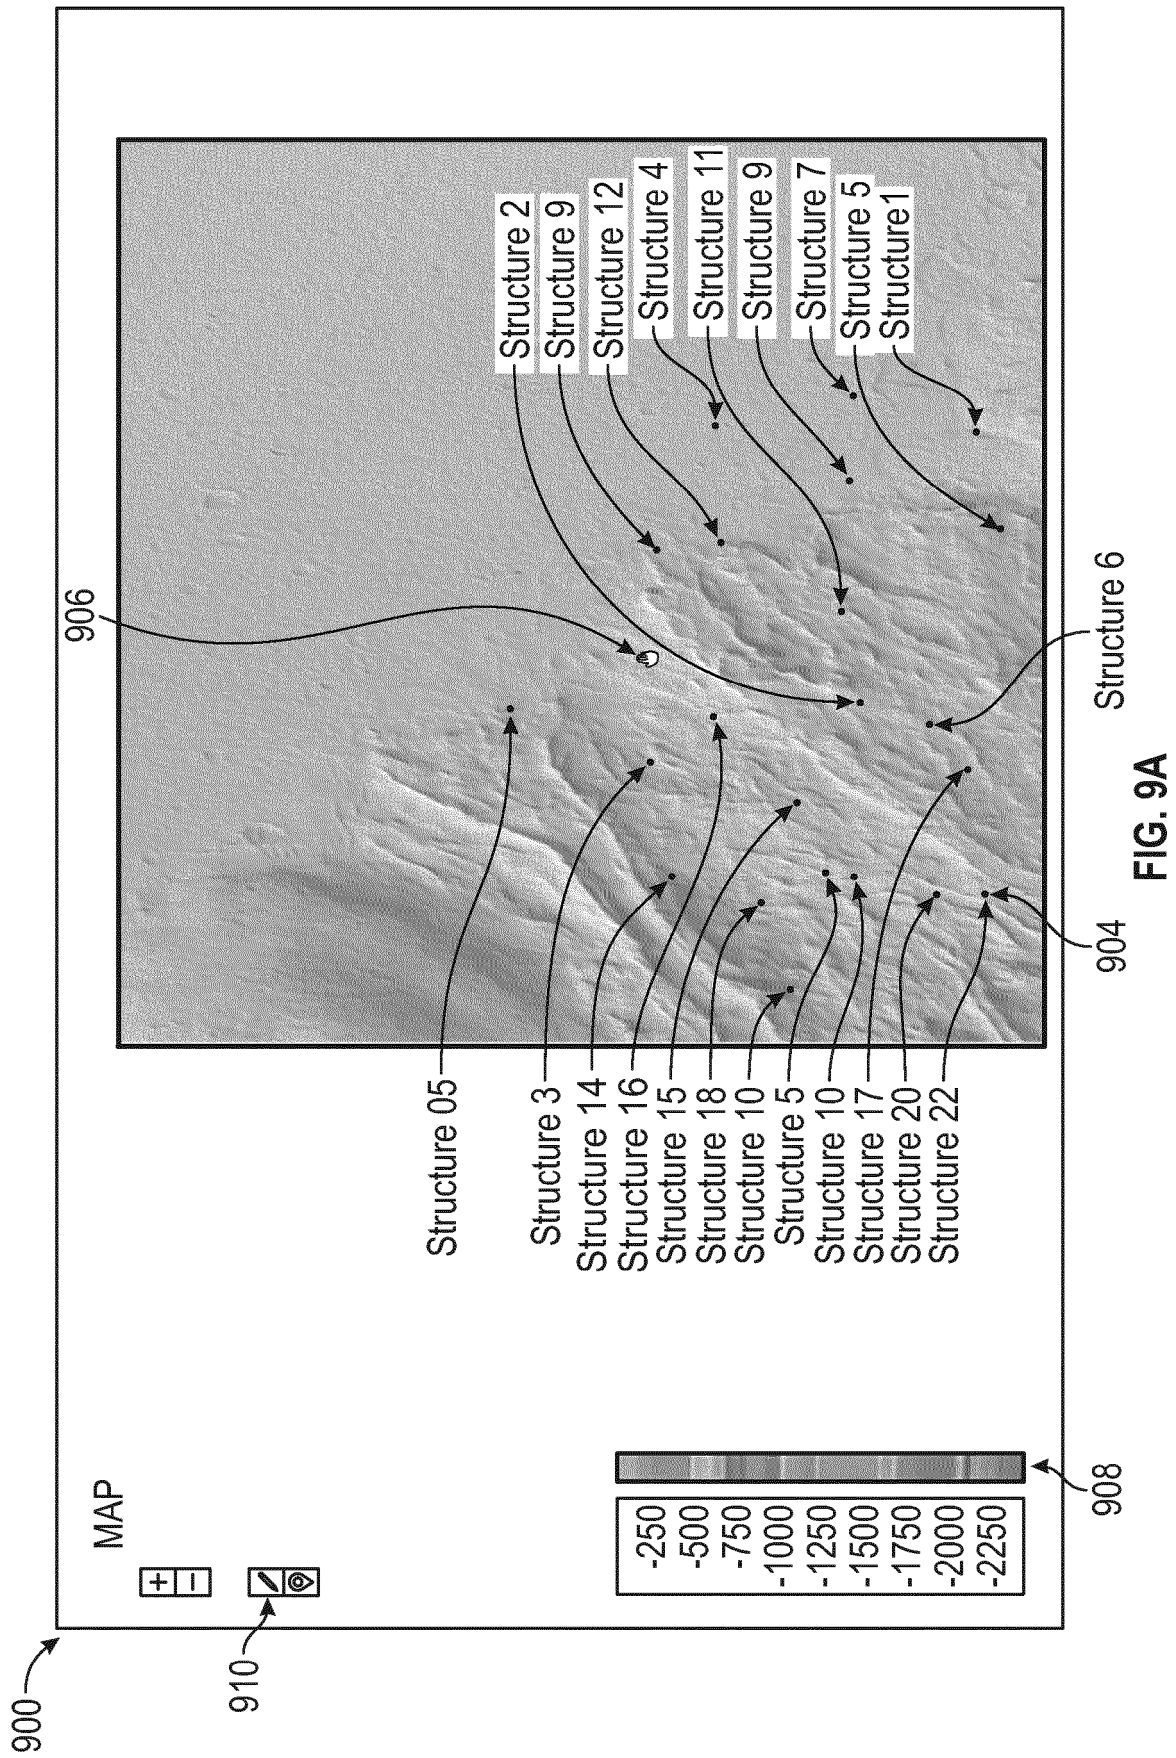 900
MAP
+
−
910
906
Structure 05
Structure 3
Structure 14
Structure 16
Structure 15
Structure 18
Structure 10
Structure 5
Structure 10
Structure 17
Structure 20
Structure 22
Structure 2
Structure 9
Structure 12
Structure 4
Structure 11
Structure 9
Structure 7
Structure 5
Structure1
-250
-500
-750
-1000
-1250
-1500
-1750
-2000
-2250
908
904
Structure 6
FIG. 9A